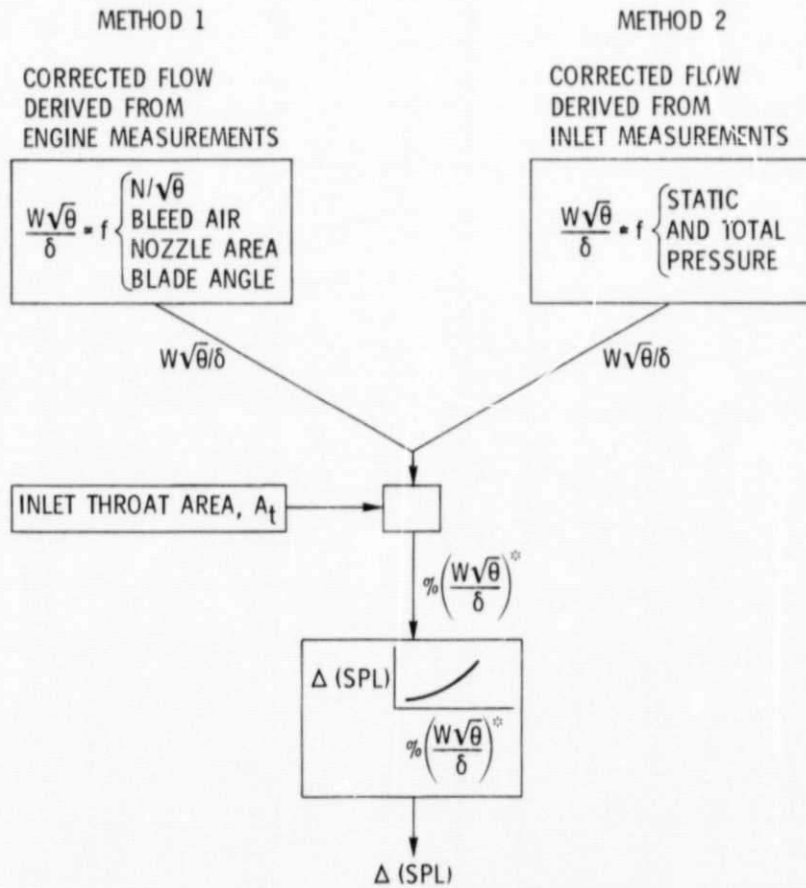 METHOD 1
CORRECTED FLOW
DERIVED FROM
ENGINE MEASUREMENTS
W√θ/δ = f { N/√θ
BLEED AIR
NOZZLE AREA
BLADE ANGLE
METHOD 2
CORRECTED FLOW
DERIVED FROM
INLET MEASUREMENTS
W√θ/δ = f { STATIC
AND TOTAL
PRESSURE
W√θ/δ
W√θ/δ
INLET THROAT AREA, At
%(W√θ/δ)*
Δ (SPL)
%(W√θ/δ)*
Δ (SPL)